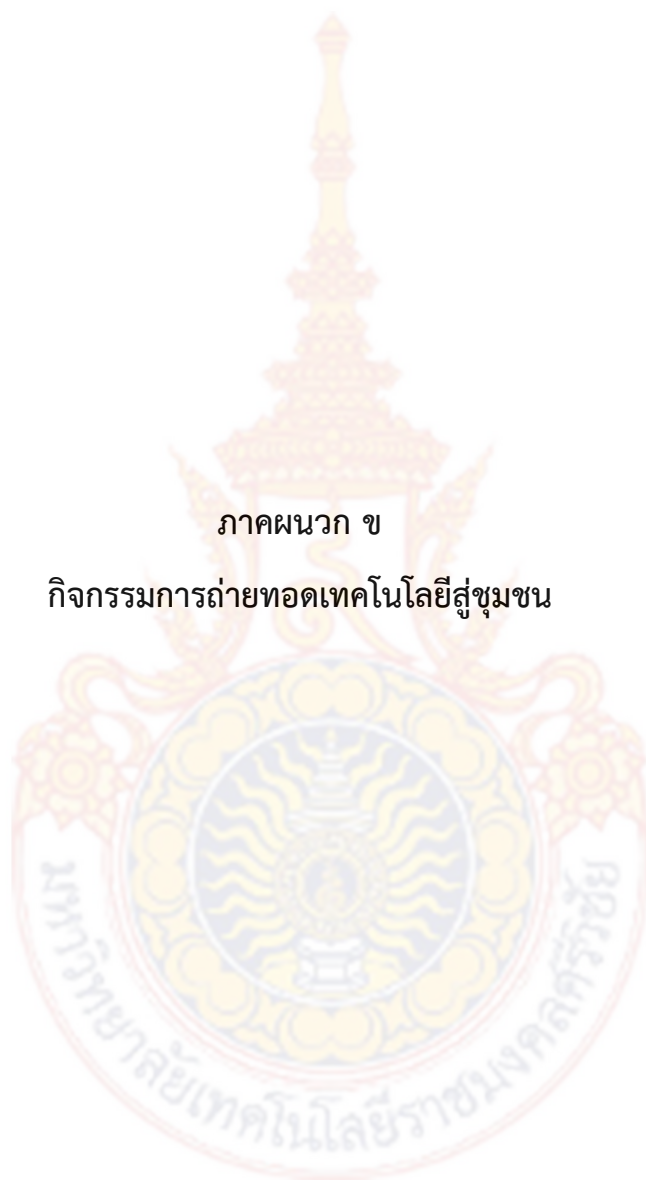 ภาคผนวก ข
กิจกรรมการถ่ายทอดเทคโนโลยีสู่ชุมชน
มหาวิทยาลัยเทคโนโลยีราชมงคลศรีวิชัย